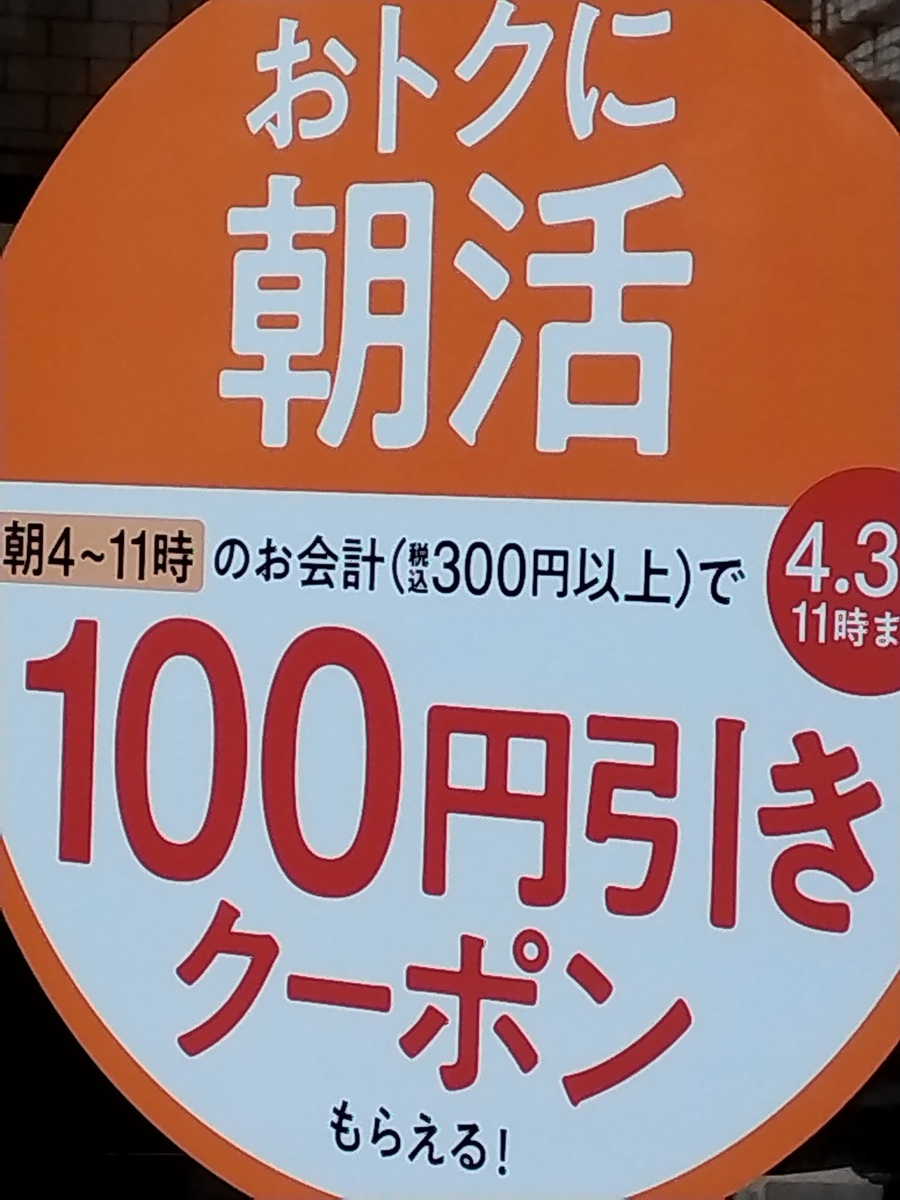 おトクに
朝活
朝4~11時 のお会計(税込300円以上)で
4.3
11時ま
100円引き
クーポン
もらえる!